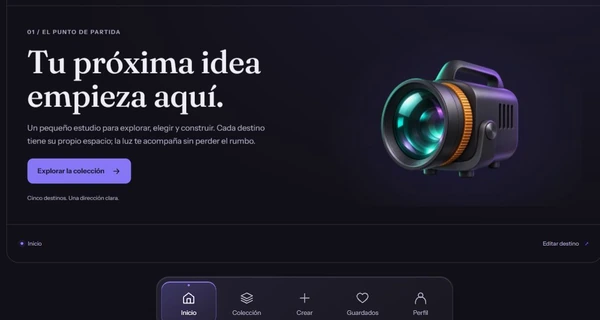 01 / EL PUNTO DE PARTIDA
Tu próxima idea
empieza aquí.
Un pequeño estudio para explorar, elegir y construir. Cada destino
tiene su propio espacio; la luz te acompaña sin perder el rumbo.
Explorar la colección →
Cinco destinos. Una dirección clara.
Inicio
Editar destino ↗
Inicio
Colección
Crear
Guardados
Perfil